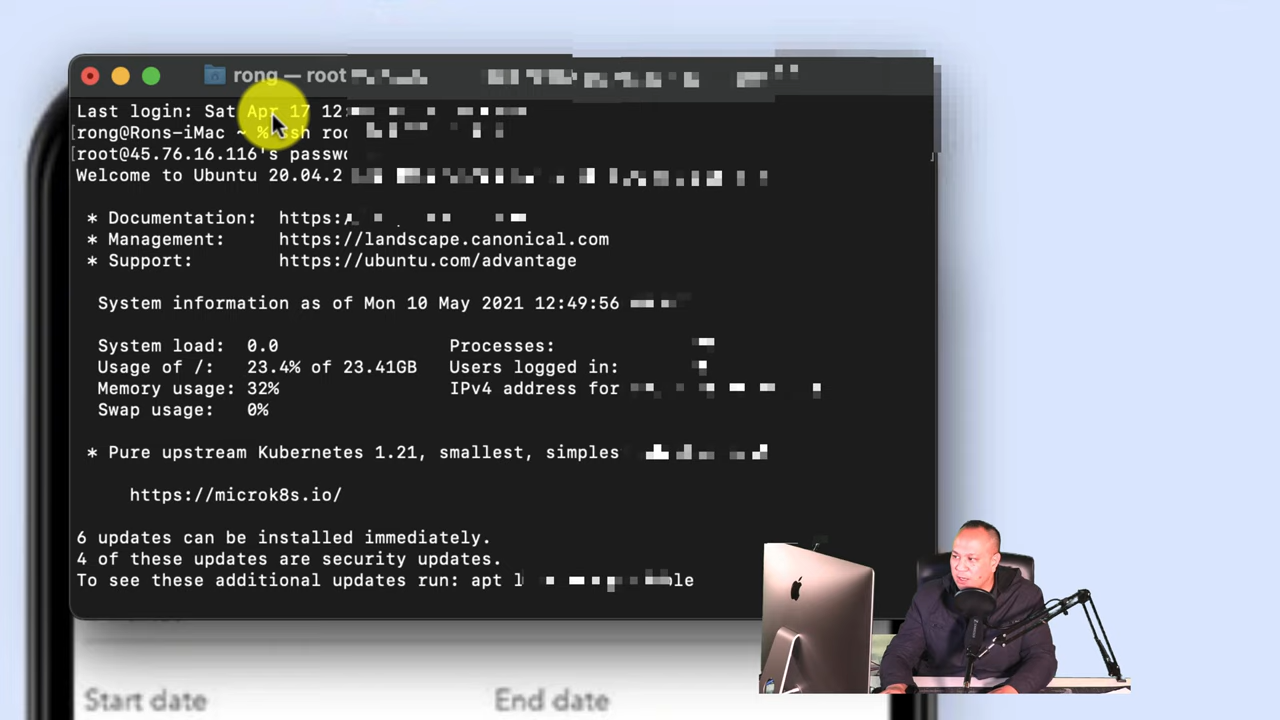 rong — root
Last login: Sat Apr 17 12:
[rong@Rons-iMac ~ % ssh roo
[root@45.76.16.116's passwo
Welcome to Ubuntu 20.04.2
* Documentation: https:/
* Management: https://landscape.canonical.com
* Support: https://ubuntu.com/advantage
System information as of Mon 10 May 2021 12:49:56
System load: 0.0 Processes:
Usage of /: 23.4% of 23.41GB Users logged in:
Memory usage: 32% IPv4 address for
Swap usage: 0%
* Pure upstream Kubernetes 1.21, smallest, simples
https://microk8s.io/
6 updates can be installed immediately.
4 of these updates are security updates.
To see these additional updates run: apt
Start date End date